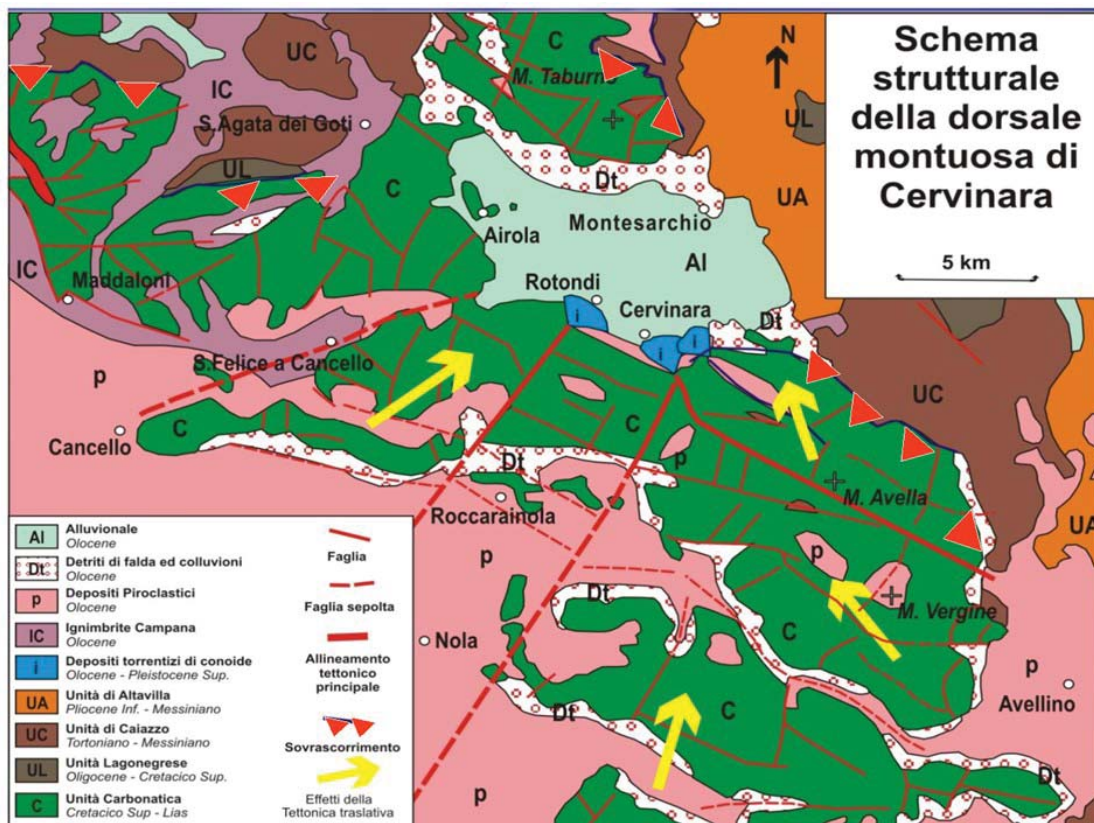 Schema
strutturale
della dorsale
montuosa di
Cervinara
5 km
N
C
UC
M. Taburno
IC
S.Agata dei Goti
UL
UL
Dt
C
UA
Montesarchio
Airola
Al
IC
Maddaloni
Rotondi
Cervinara
i
Dt
i
i
S.Felice a Cancello
p
UC
C
Cancello
C
p
Dt
M. Avella
Roccarainola
UA
p
p
Dt
M. Vergine
Nola
C
p
Avellino
Dt
C
Dt
p
Al
Alluvionale
Olocene
Dt
Detriti di falda ed colluvioni
Olocene
p
Depositi Piroclastici
Olocene
IC
Ignimbrite Campana
Olocene
i
Depositi torrentizi di conoide
Olocene - Pleistocene Sup.
UA
Unità di Altavilla
Pliocene Inf. - Messiniano
UC
Unità di Caiazzo
Tortoniano - Messiniano
UL
Unità Lagonegrese
Oligocene - Cretacico Sup.
C
Unità Carbonatica
Cretacico Sup - Lias
Faglia
Faglia sepolta
Allineamento
tettonico
principale
Sovrascorrimento
Effetti della
Tettonica traslativa